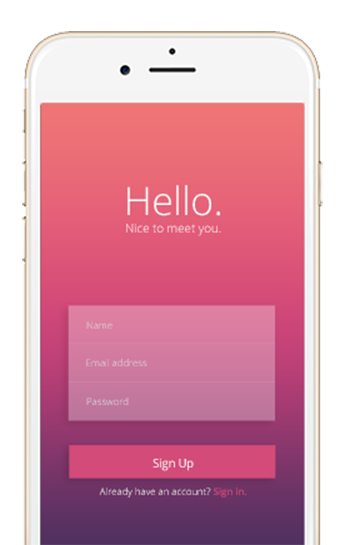 Hello.
Nice to meet you.
Name
Email address
Password
Sign Up
Already have an account? Sign in.